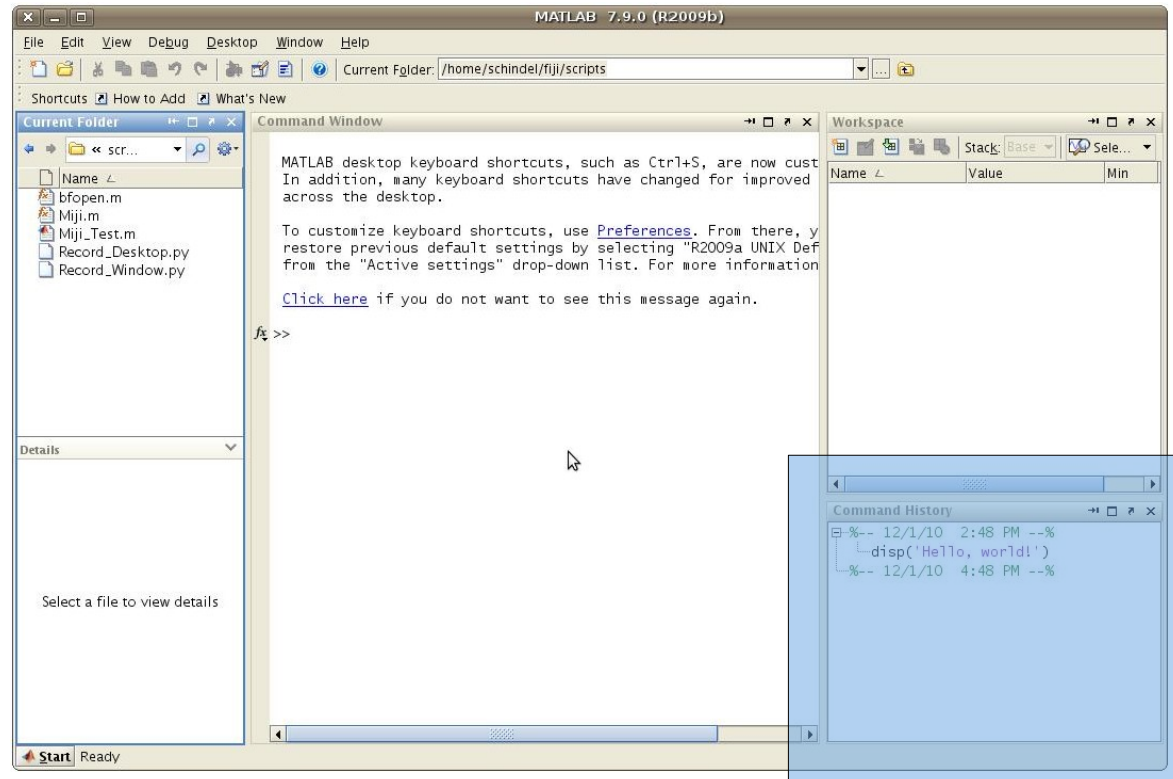 MATLAB 7.9.0 (R2009b)
File Edit View Debug Desktop Window Help
Current Folder: /home/schindel/fiji/scripts
Shortcuts How to Add What's New
Current Folder
« scr...
Name
bfopen.m
Miji.m
Miji_Test.m
Record_Desktop.py
Record_Window.py
Details
Select a file to view details
Command Window
MATLAB desktop keyboard shortcuts, such as Ctrl+S, are now cust
In addition, many keyboard shortcuts have changed for improved
across the desktop.
To customize keyboard shortcuts, use Preferences. From there, y
restore previous default settings by selecting "R2009a UNIX Def
from the "Active settings" drop-down list. For more information
Click here if you do not want to see this message again.
fx >>
Workspace
Stack: Base Sele...
Name Value Min
Command History
%-- 12/1/10 2:48 PM --%
disp('Hello, world!')
%-- 12/1/10 4:48 PM --%
Start Ready